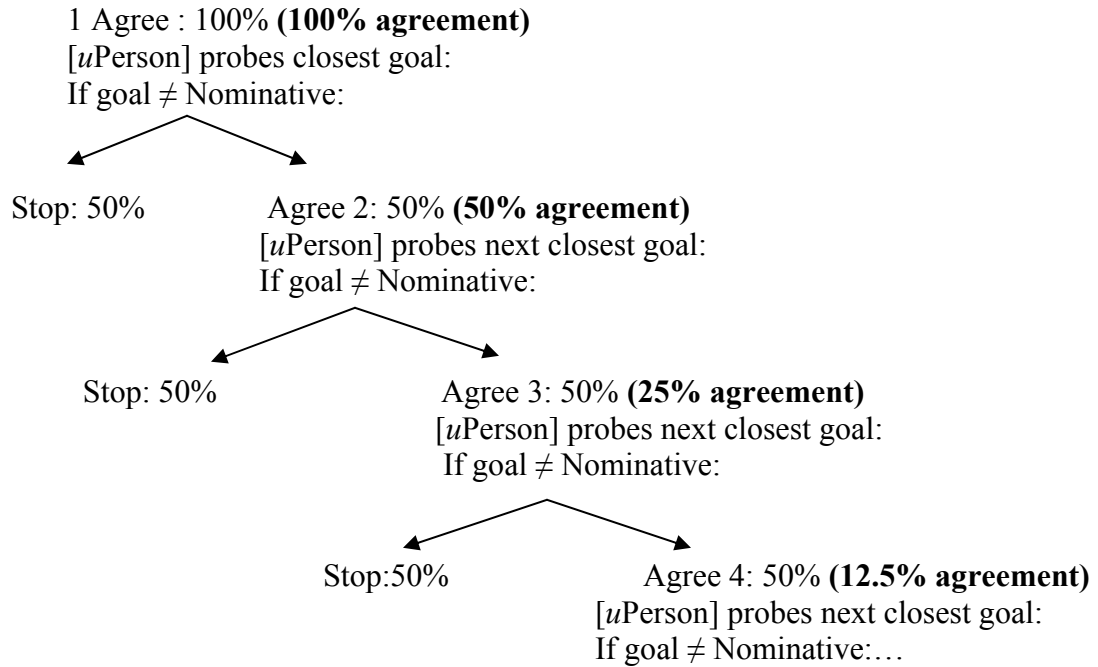 1 Agree : 100% (100% agreement)
[uPerson] probes closest goal:
If goal ≠ Nominative:
Stop: 50%
Agree 2: 50% (50% agreement)
[uPerson] probes next closest goal:
If goal ≠ Nominative:
Stop: 50%
Agree 3: 50% (25% agreement)
[uPerson] probes next closest goal:
If goal ≠ Nominative:
Stop:50%
Agree 4: 50% (12.5% agreement)
[uPerson] probes next closest goal:
If goal ≠ Nominative:…